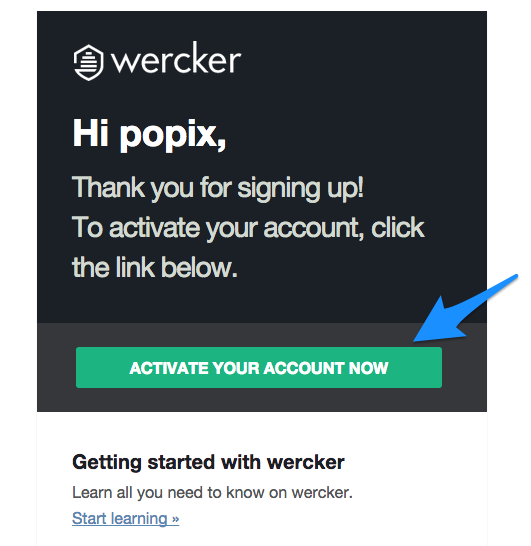 wercker
Hi popix,
Thank you for signing up!
To activate your account, click
the link below.
ACTIVATE YOUR ACCOUNT NOW
Getting started with wercker
Learn all you need to know on wercker.
Start learning »